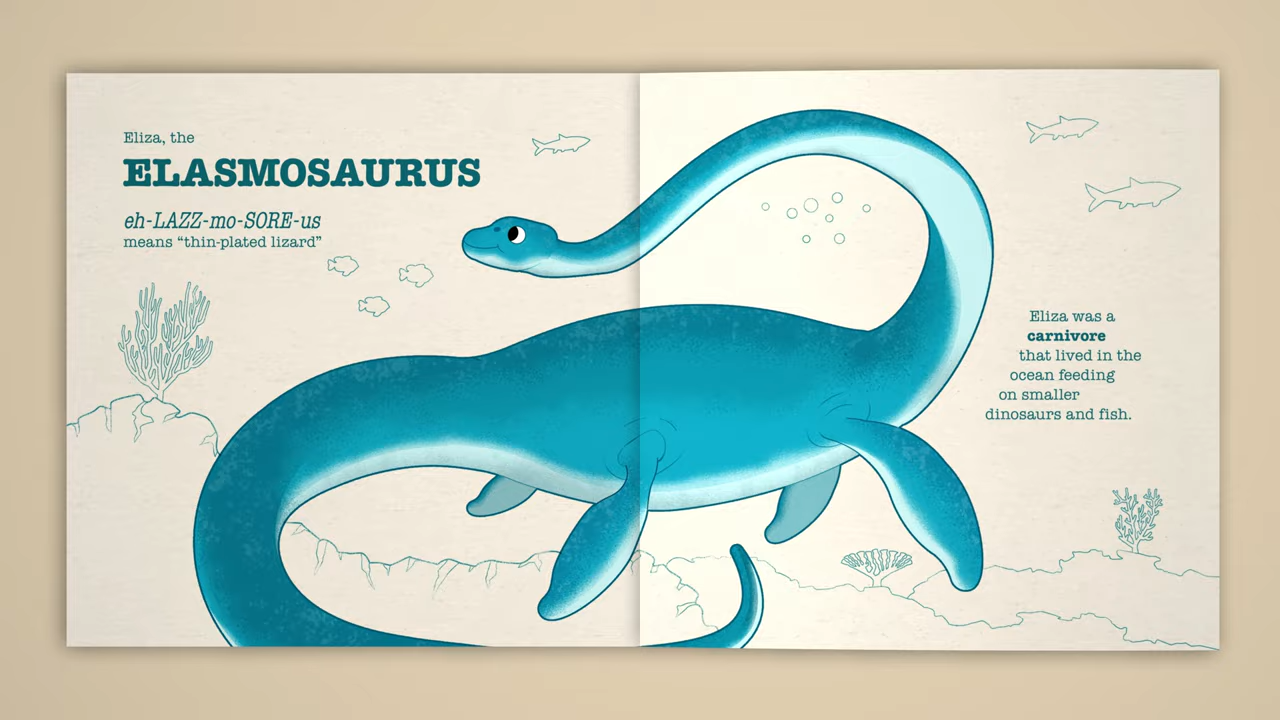 Eliza, the
ELASMOSAURUS
eh-LAZZ-mo-SORE-us
means “thin-plated lizard”
Eliza was a
carnivore
that lived in the
ocean feeding
on smaller
dinosaurs and fish.